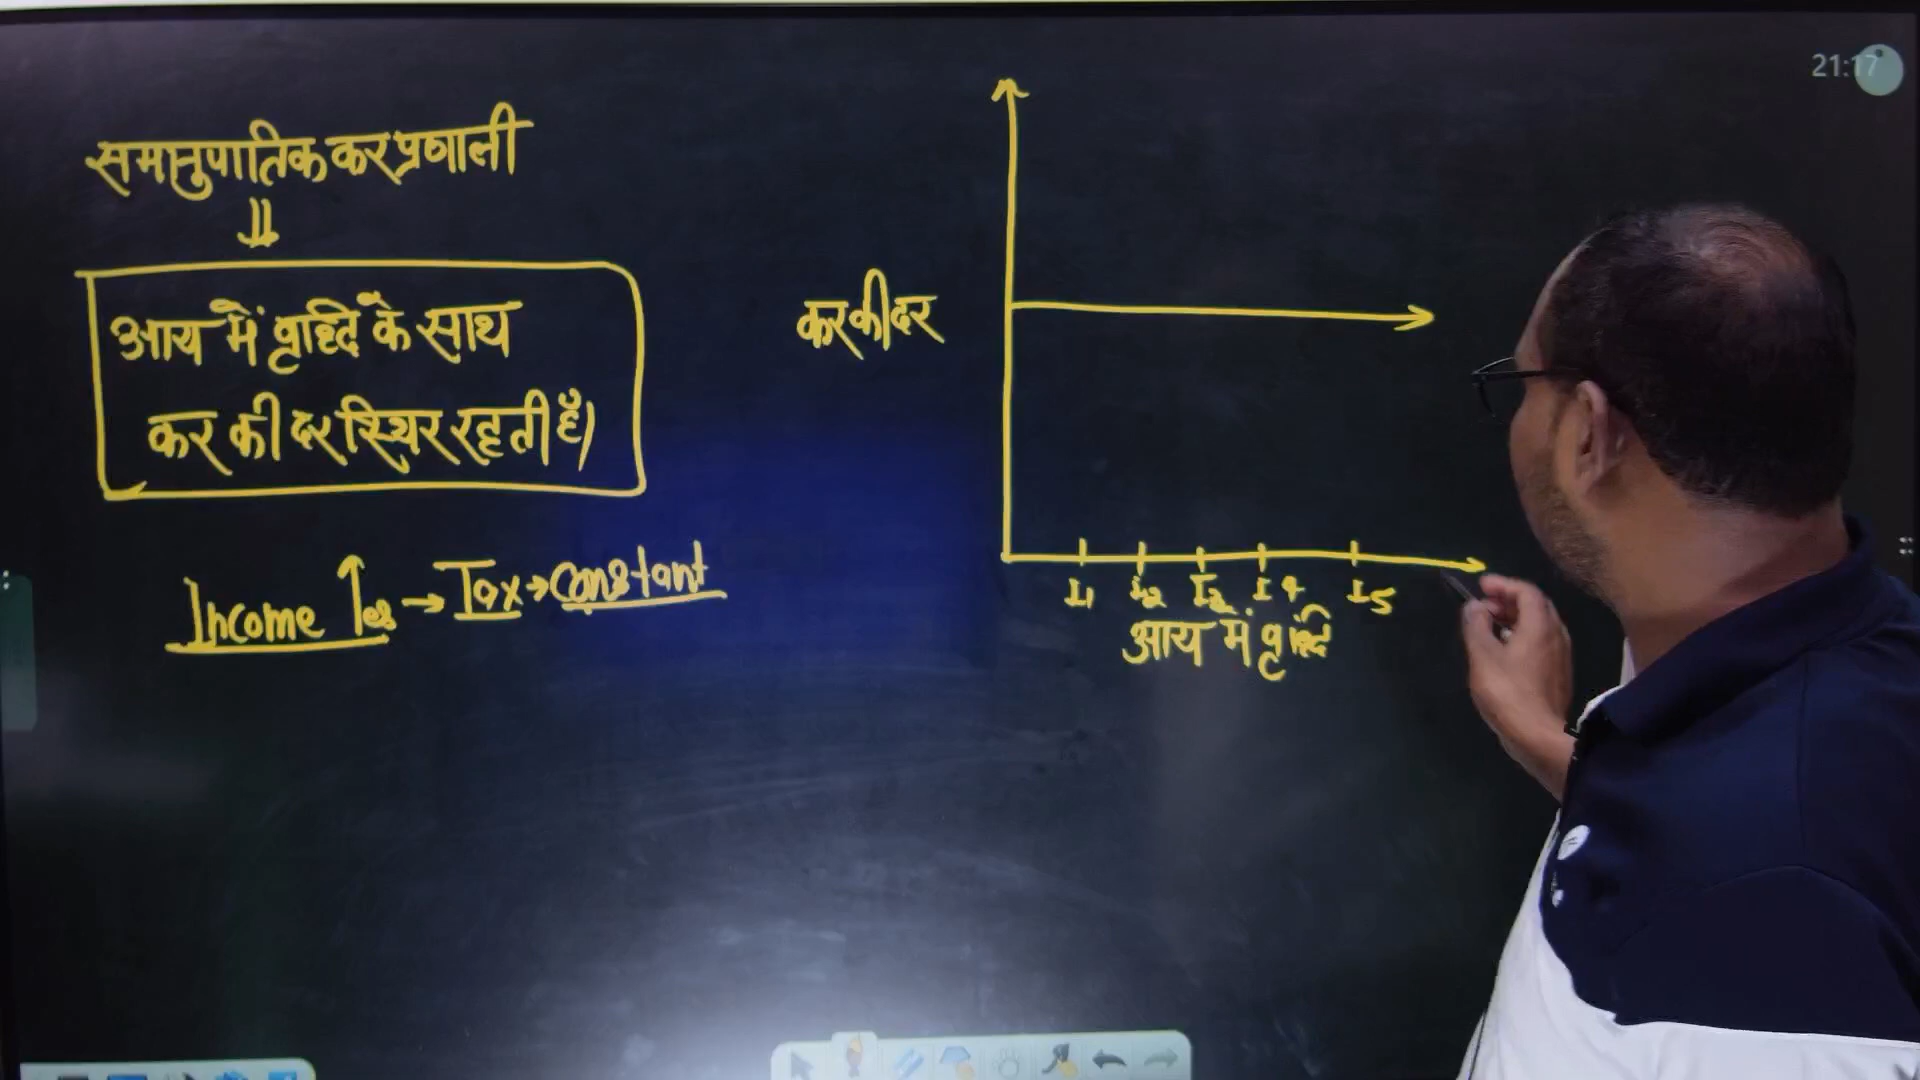 समानुपातिक कर प्रणाली
आय में वृद्धि के साथ
कर की दर स्थिर रहती हैं।
Income ↑es → Tax → Constant
कर की दर
I1 I2 I3 I4 I5
आय में वृद्धि
21:17